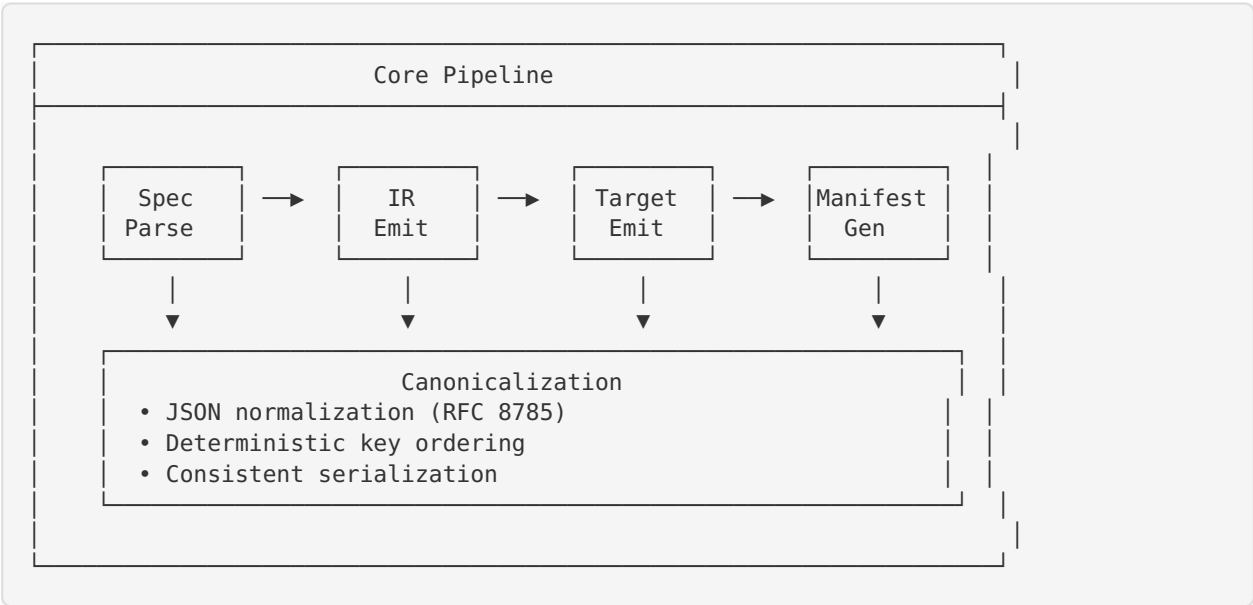 Core Pipeline
Spec IR Target Manifest
Parse Emit Emit Gen
Canonicalization
• JSON normalization (RFC 8785)
• Deterministic key ordering
• Consistent serialization